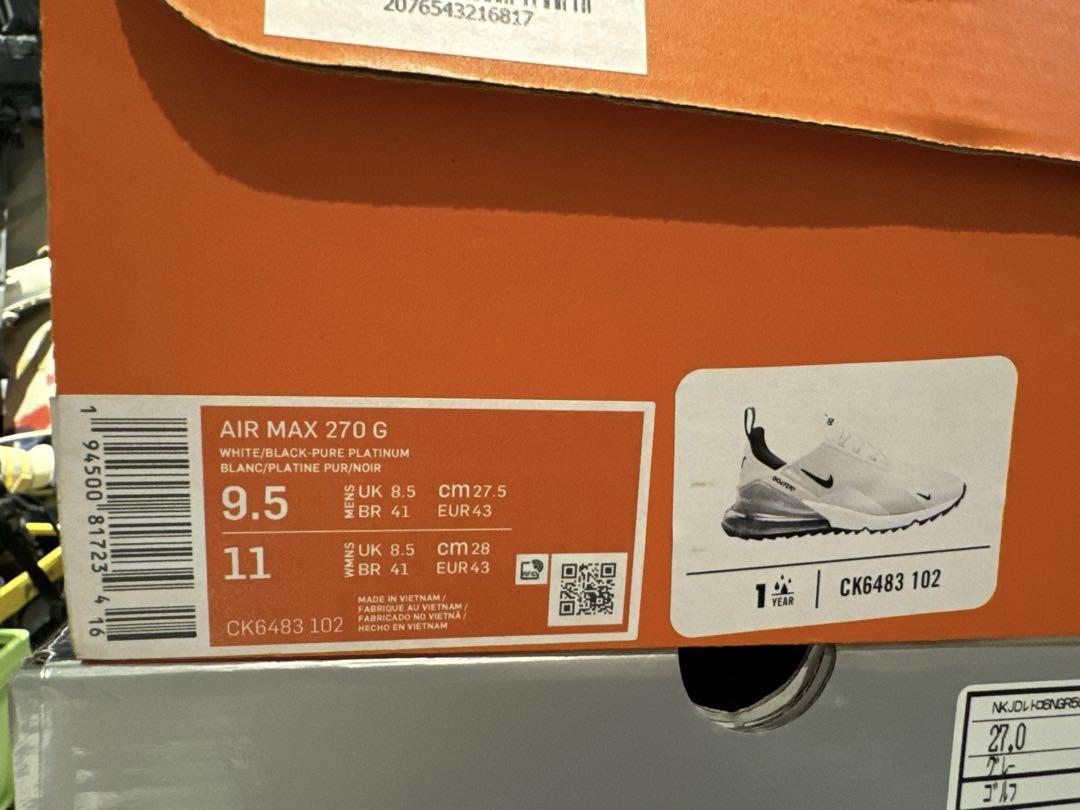 2076543216817
AIR MAX 270 G
WHITE/BLACK-PURE PLATINUM
BLANC/PLATINE PUR/NOIR
9.5
MENS
UK 8.5 cm 27.5
BR 41 EUR 43
11
WMNS
UK 8.5 cm 28
BR 41 EUR 43
RFID
CK6483 102
MADE IN VIETNAM /
FABRIQUE AU VIETNAM /
FABRICADO NO VIETNÃ /
HECHO EN VIETNAM
1 94500 81723 4 16
GOLF
1 YEAR
CK6483 102
27.0
グレー
ゴルフ